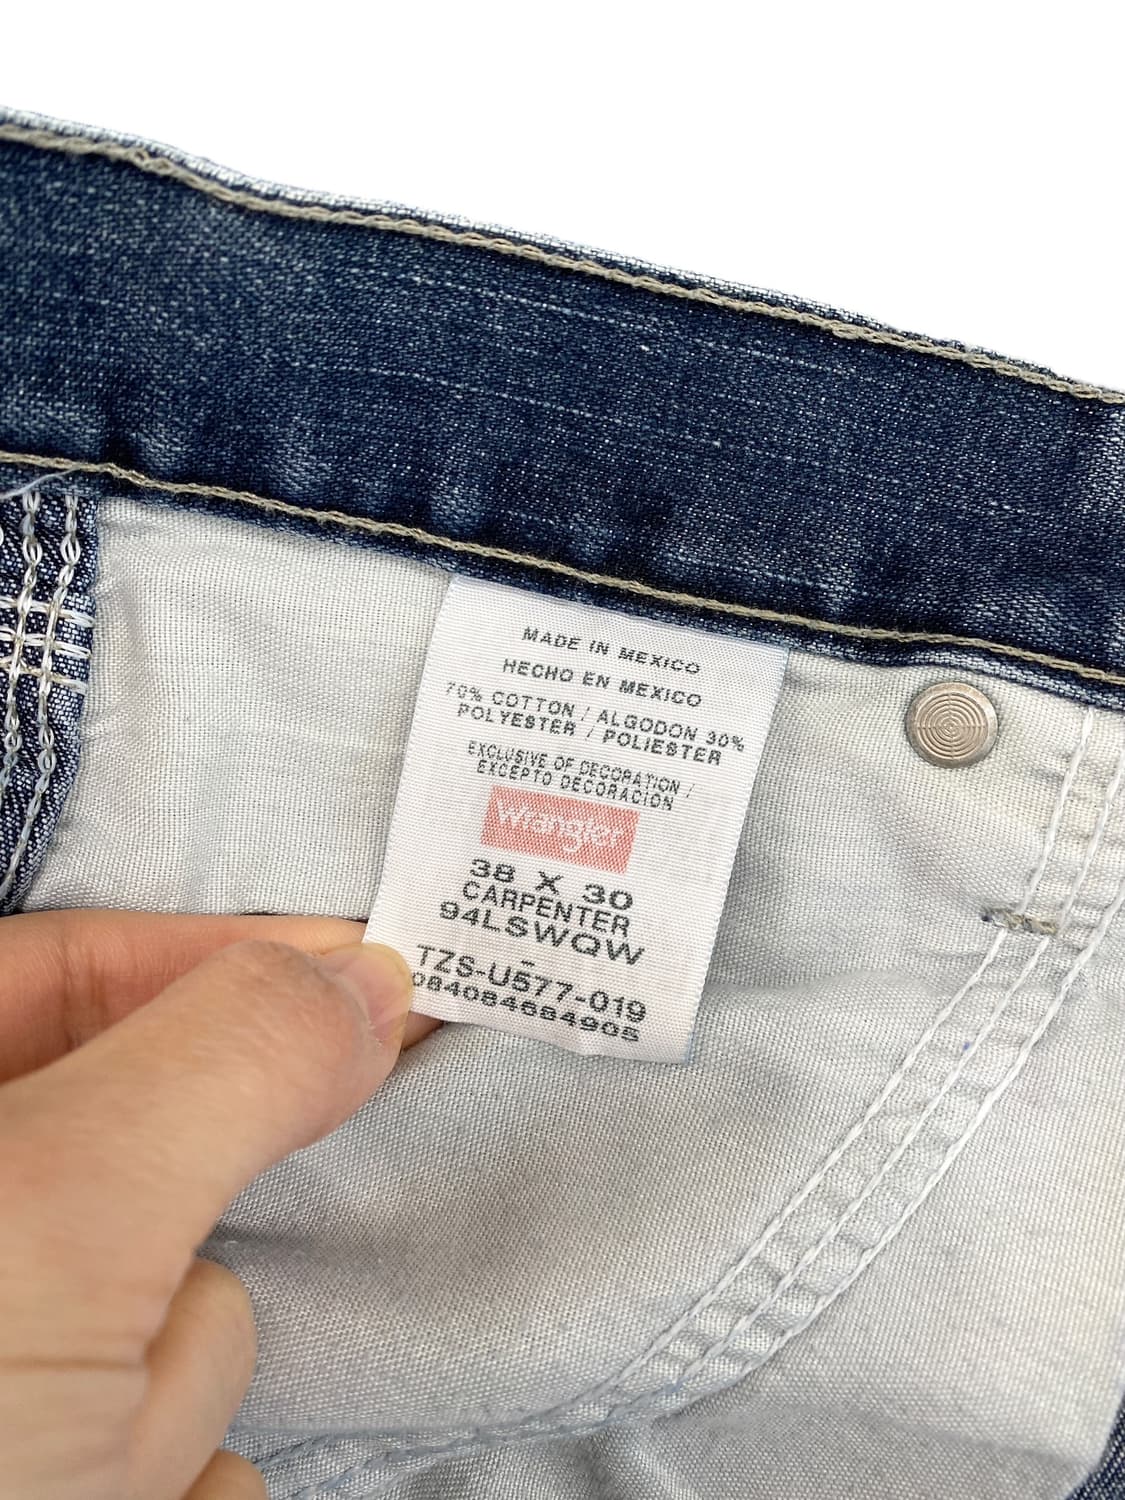 MADE IN MEXICO
HECHO EN MEXICO
70% COTTON / ALGODON 30%
POLYESTER / POLIESTER
EXCLUSIVE OF DECORATION /
EXCEPTO DECORACION
Wrangler
38 X 30
CARPENTER
94LSWQW
-
TZS-U577-019
084084684905